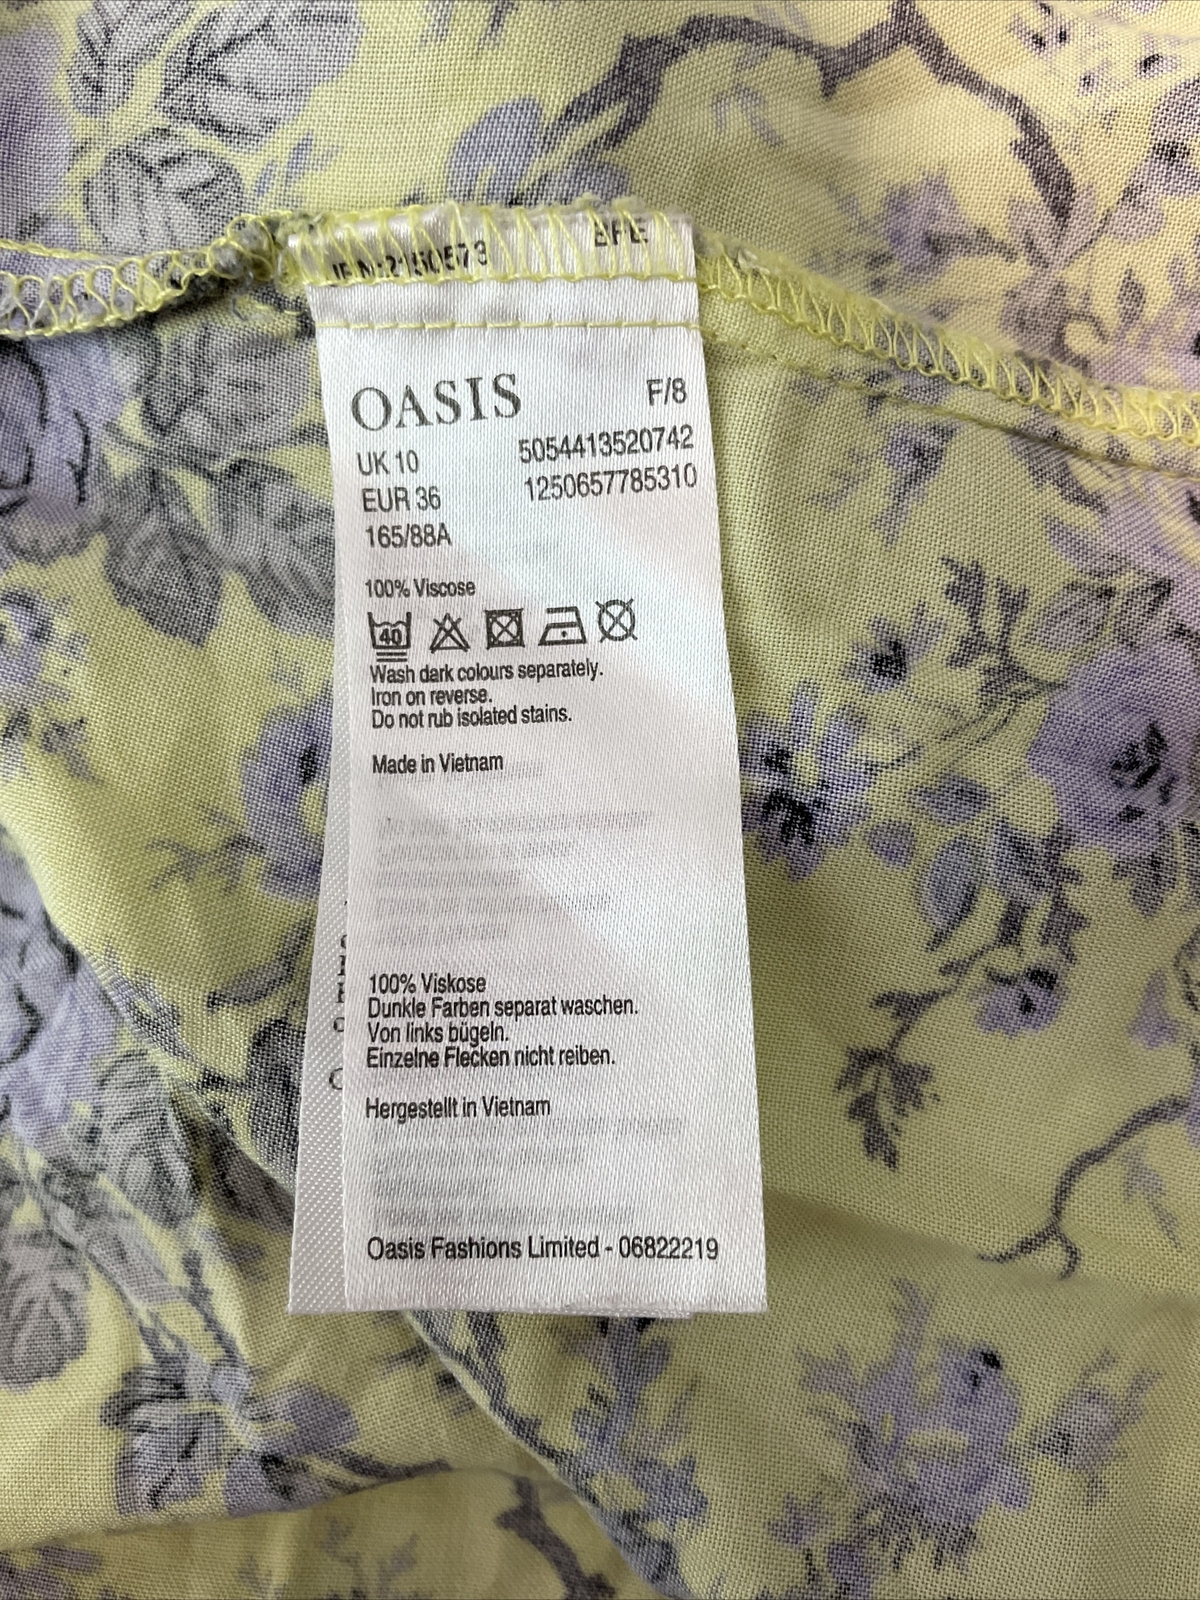 2150573
OASIS F/8
UK 10 5054413520742
EUR 36 1250657785310
165/88A
100% Viscose
40
Wash dark colours separately.
Iron on reverse.
Do not rub isolated stains.
Made in Vietnam
100% Viskose
Dunkle Farben separat waschen.
Von links bügeln.
Einzelne Flecken nicht reiben.
Hergestellt in Vietnam
Oasis Fashions Limited - 06822219